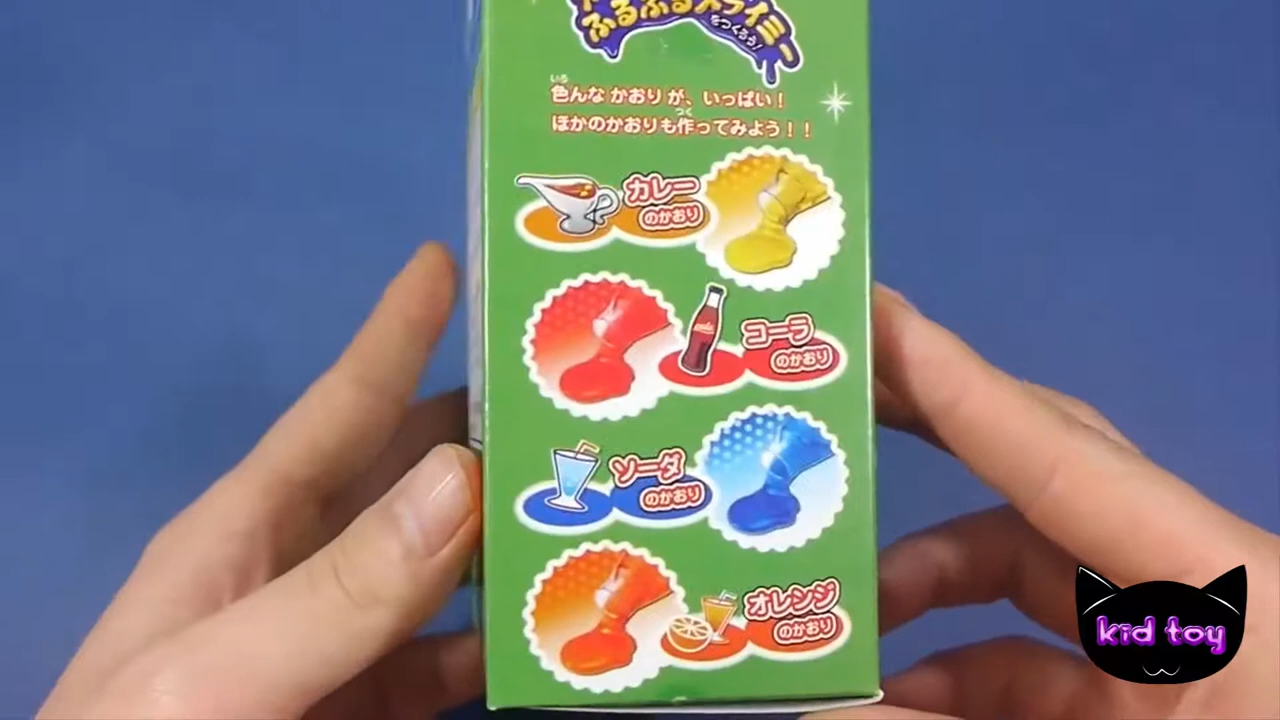 ぷるぷるスライミー
をつくろう!
色んなかおりが、いっぱい!
ほかのかおりも作ってみよう!!
カレー
のかおり
コーラ
のかおり
ソーダ
のかおり
オレンジ
のかおり
kid toy